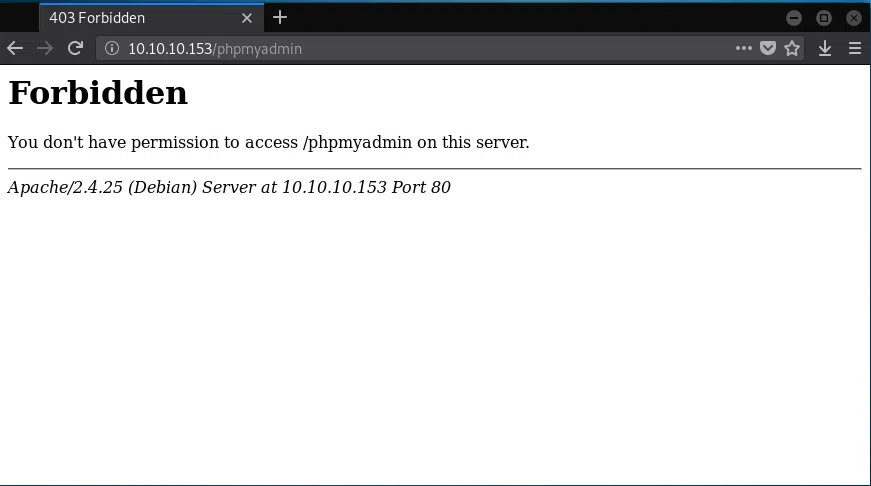 403 Forbidden
10.10.10.153/phpmyadmin
Forbidden
You don't have permission to access /phpmyadmin on this server.
Apache/2.4.25 (Debian) Server at 10.10.10.153 Port 80